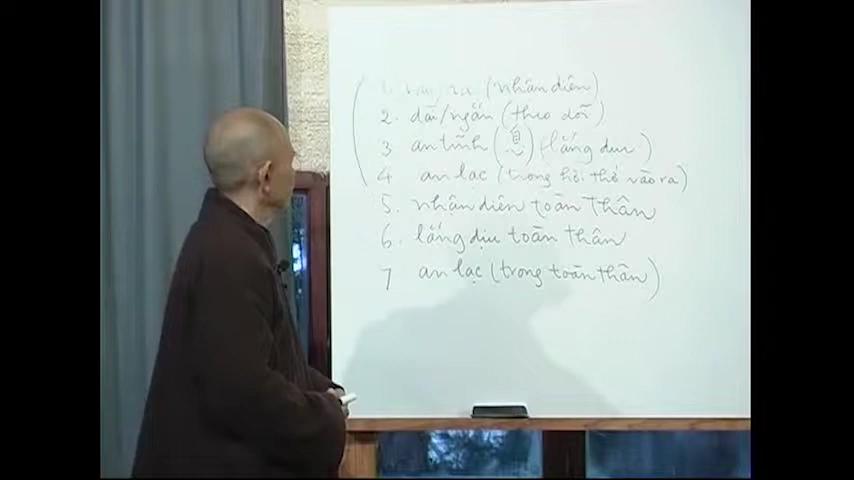 1. vào/ra (nhận diện)
2. dài/ngắn (theo dõi)
3 an tĩnh ( ) (lắng dịu)
4 an lạc (trong hơi thở vào ra)
5. nhận diện toàn thân
6. lắng dịu toàn thân
7 an lạc (trong toàn thân)